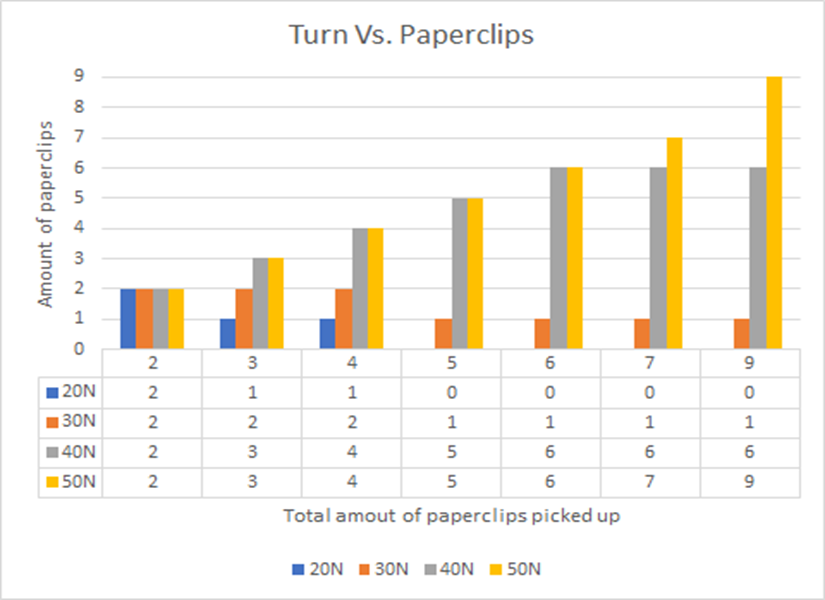 Turn Vs. Paperclips
Amount of paperclips
9
8
7
6
5
4
3
2
1
0
2 3 4 5 6 7 9
20N 2 1 1 0 0 0 0
30N 2 2 2 1 1 1 1
40N 2 3 4 5 6 6 6
50N 2 3 4 5 6 7 9
Total amout of paperclips picked up
20N 30N 40N 50N